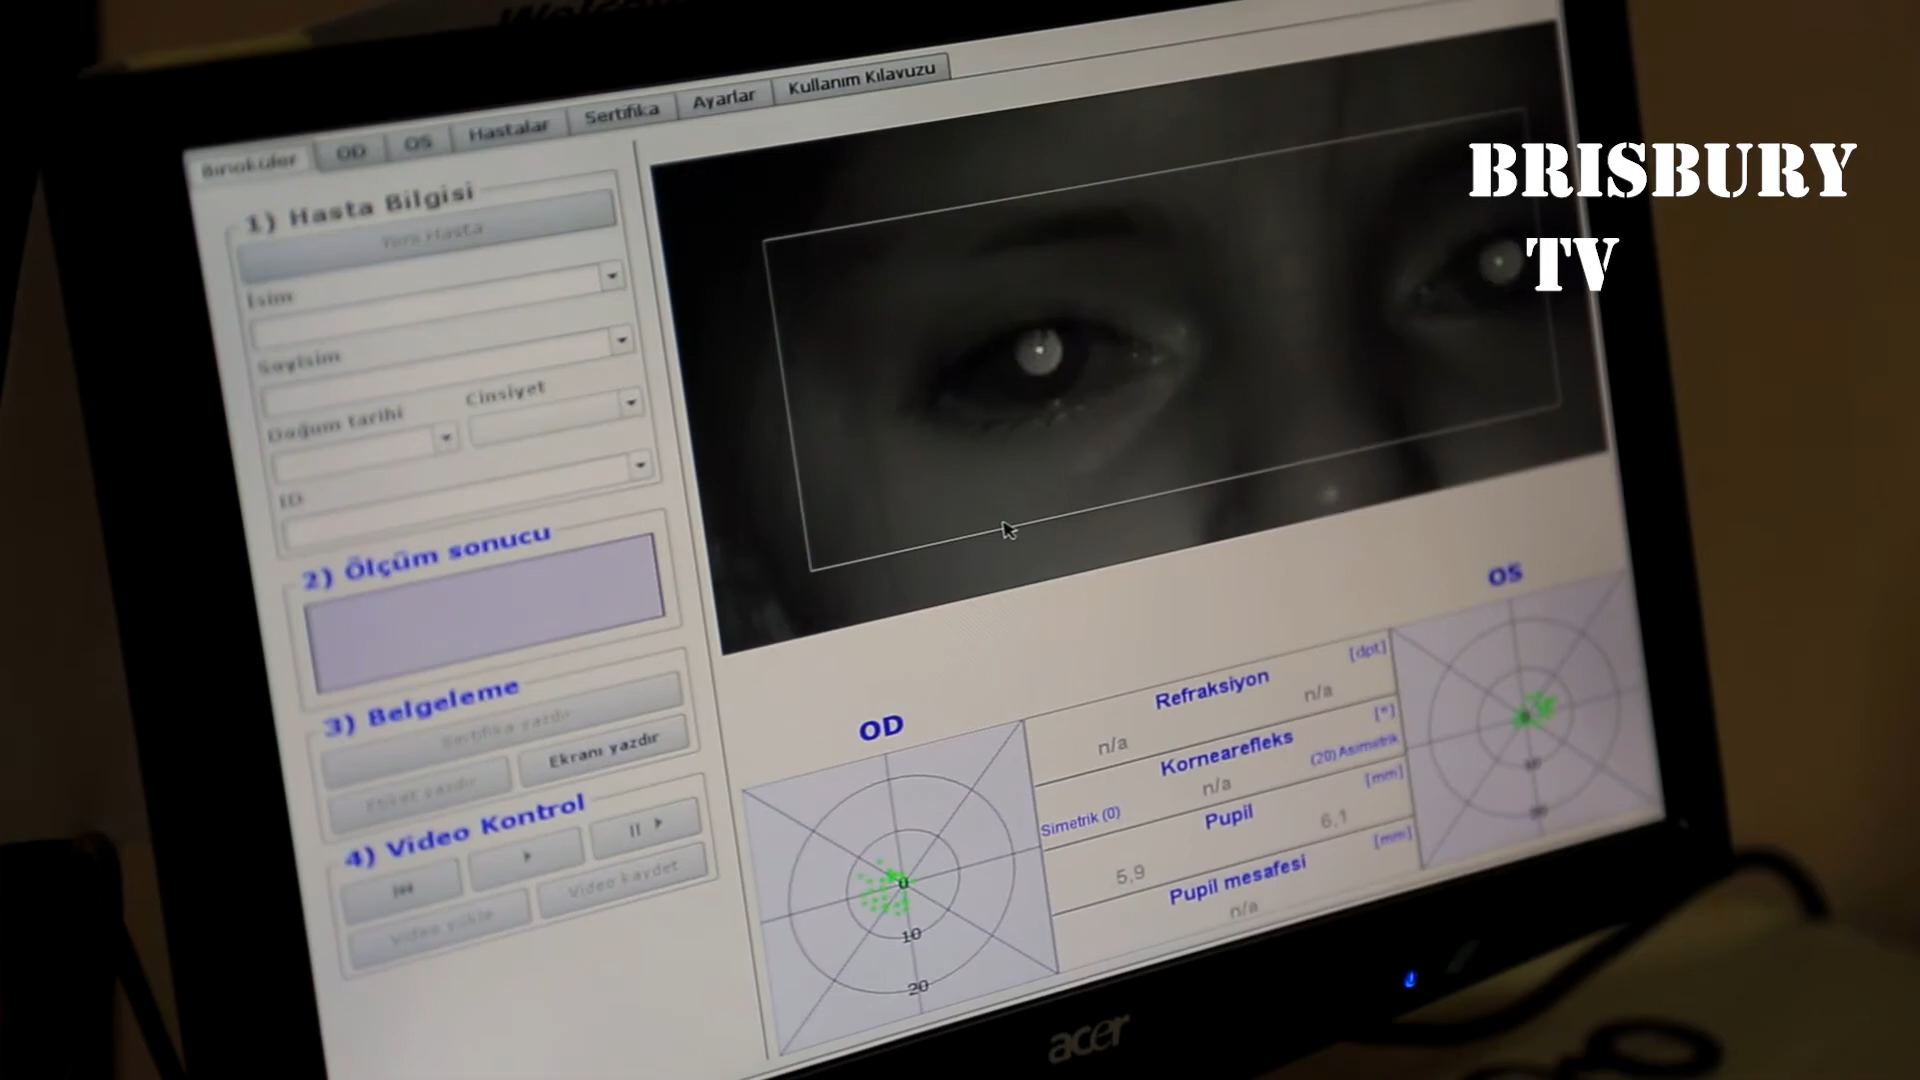 Binoküler
OD
OS
Hastalar
Sertifika
Ayarlar
Kullanım Kılavuzu
BRISBURY
TV
1) Hasta Bilgisi
Yeni Hasta
İsim
Soyisim
Doğum tarihi
Cinsiyet
ID
2) Ölçüm sonucu
3) Belgeleme
Sertifika yazdır
Etiket yazdır
Ekranı yazdır
4) Video Kontrol
Video yükle
Video kaydet
OD
0
10
20
Refraksiyon
[dpt]
n/a
n/a
Kornearefleks
[°]
Simetrik (0)
n/a
(20) Asimetrik
Pupil
[mm]
5,9
6,1
Pupil mesafesi
[mm]
n/a
OS
acer